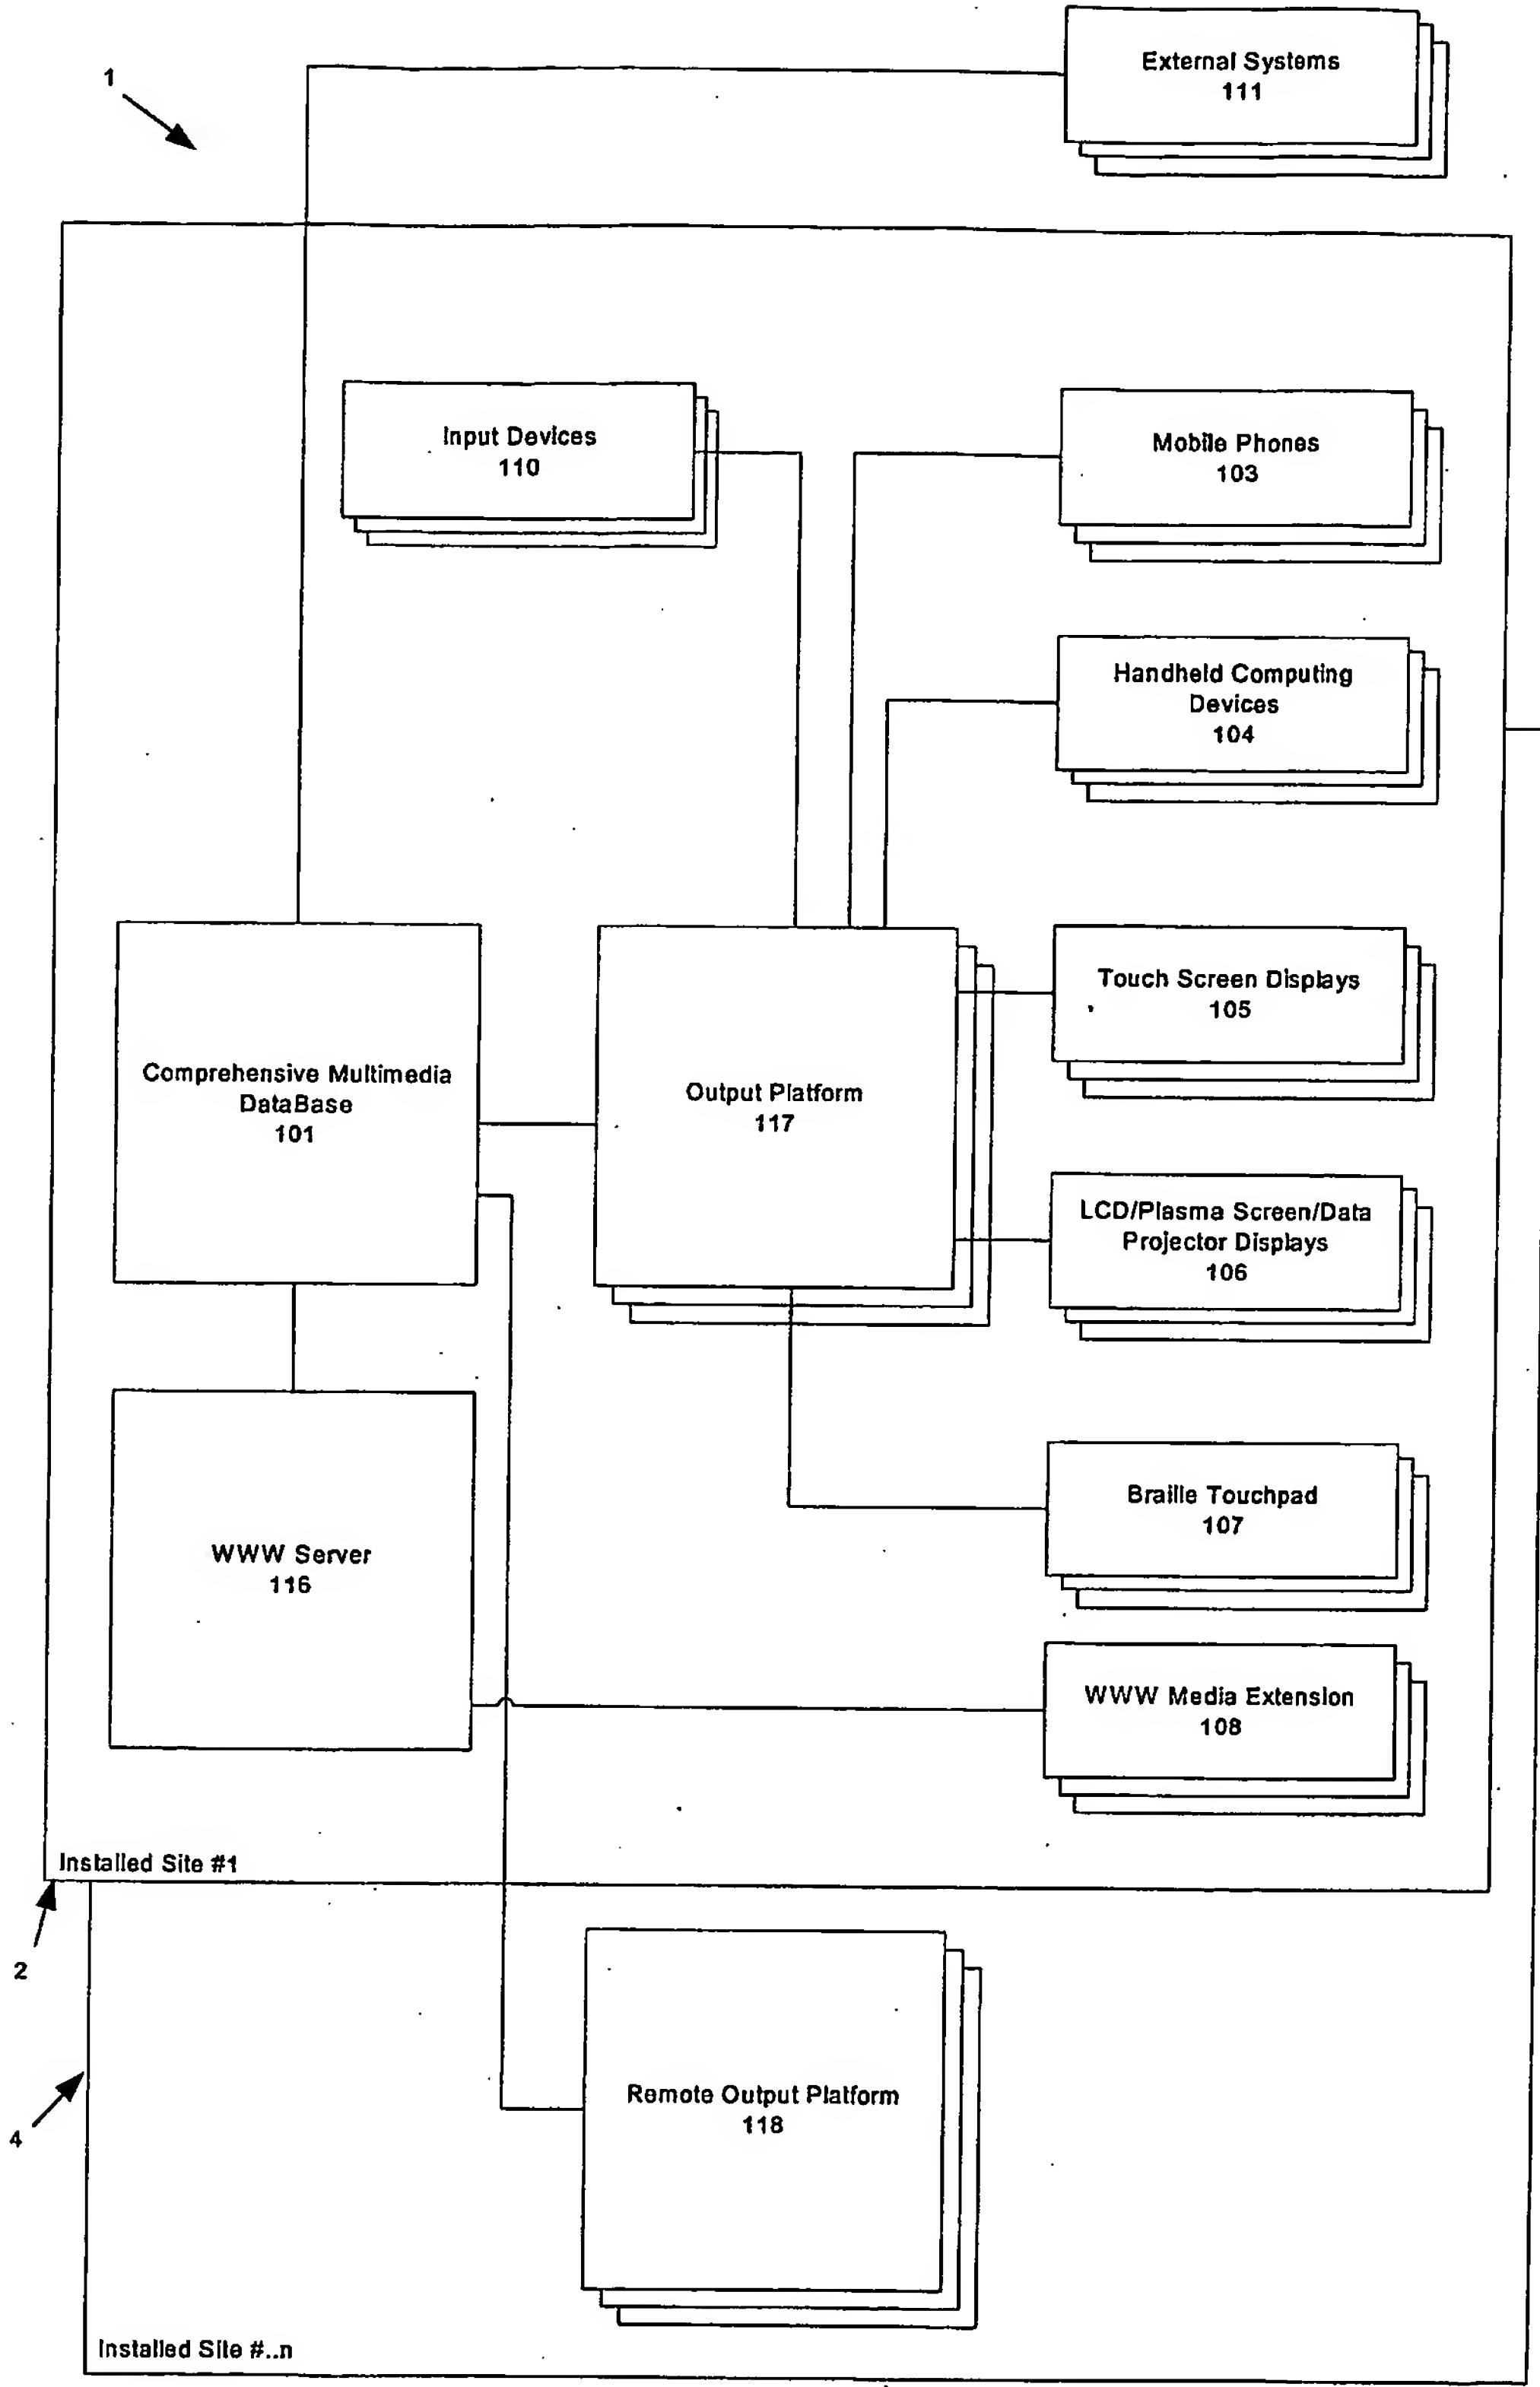 1
External Systems
111
Input Devices
110
Mobile Phones
103
Handheld Computing
Devices
104
Touch Screen Displays
105
Comprehensive Multimedia
DataBase
101
Output Platform
117
LCD/Plasma Screen/Data
Projector Displays
106
Braille Touchpad
107
WWW Server
116
WWW Media Extension
108
Installed Site #1
2
Remote Output Platform
118
4
Installed Site #..n